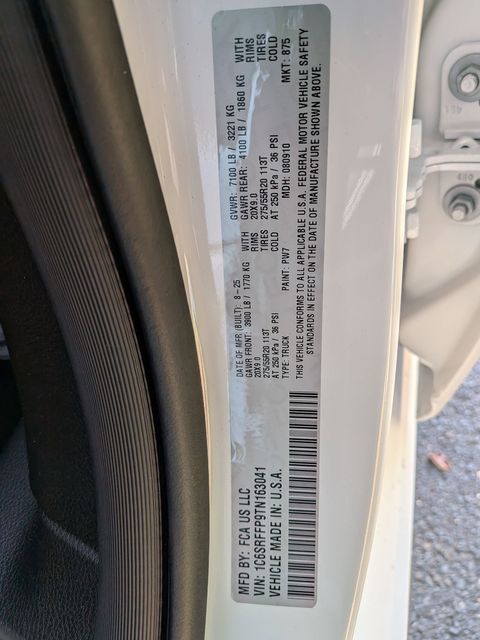 MFD BY: FCA US LLC
DATE OF MFR (BUILT): 8-25
GVWR: 7100 LB / 3221 KG
GAWR FRONT: 3900 LB / 1770 KG WITH
GAWR REAR: 4100 LB / 1860 KG WITH
20X9.0 RIMS
20X9.0 RIMS
275/55R20 113T TIRES
275/55R20 113T TIRES
AT 250 kPa / 36 PSI COLD
AT 250 kPa / 36 PSI COLD
TYPE: TRUCK
PAINT: PW7
MDH: 080910
MKT: 875
VIN: 1C6SRFFP9TN163041
VEHICLE MADE IN: U.S.A.
THIS VEHICLE CONFORMS TO ALL APPLICABLE U.S.A. FEDERAL MOTOR VEHICLE SAFETY
STANDARDS IN EFFECT ON THE DATE OF MANUFACTURE SHOWN ABOVE.